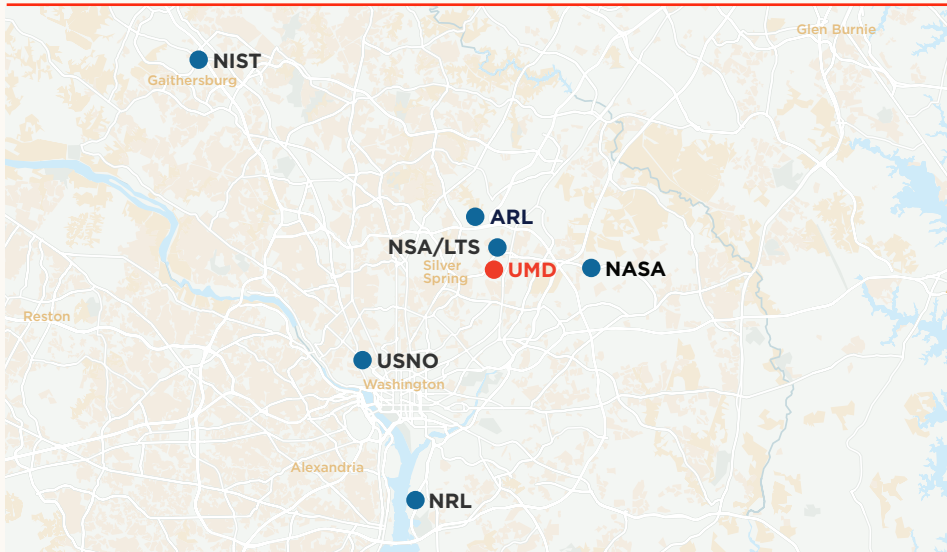 Glen Burnie
NIST
Gaithersburg
ARL
NSA/LTS
Silver
Spring
UMD
NASA
Reston
USNO
Washington
Alexandria
NRL